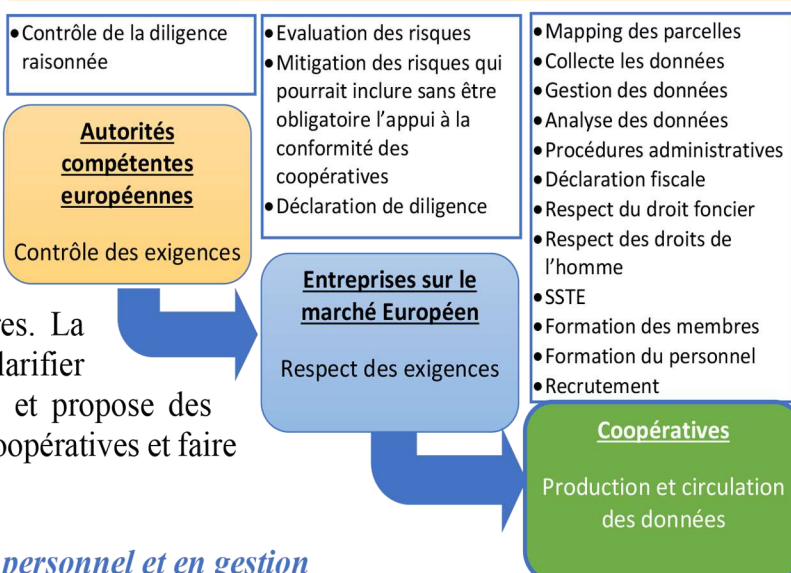 • Contrôle de la diligence
raisonnée
Autorités
compétentes
européennes
Contrôle des exigences
• Evaluation des risques
• Mitigation des risques qui
pourrait inclure sans être
obligatoire l’appui à la
conformité des
coopératives
• Déclaration de diligence
Entreprises sur le
marché Européen
Respect des exigences
• Mapping des parcelles
• Collecte les données
• Gestion des données
• Analyse des données
• Procédures administratives
• Déclaration fiscale
• Respect du droit foncier
• Respect des droits de
l’homme
• SSTE
• Formation des membres
• Formation du personnel
• Recrutement
Coopératives
Production et circulation
des données
La
et propose des
et faire
personnel et en gestion